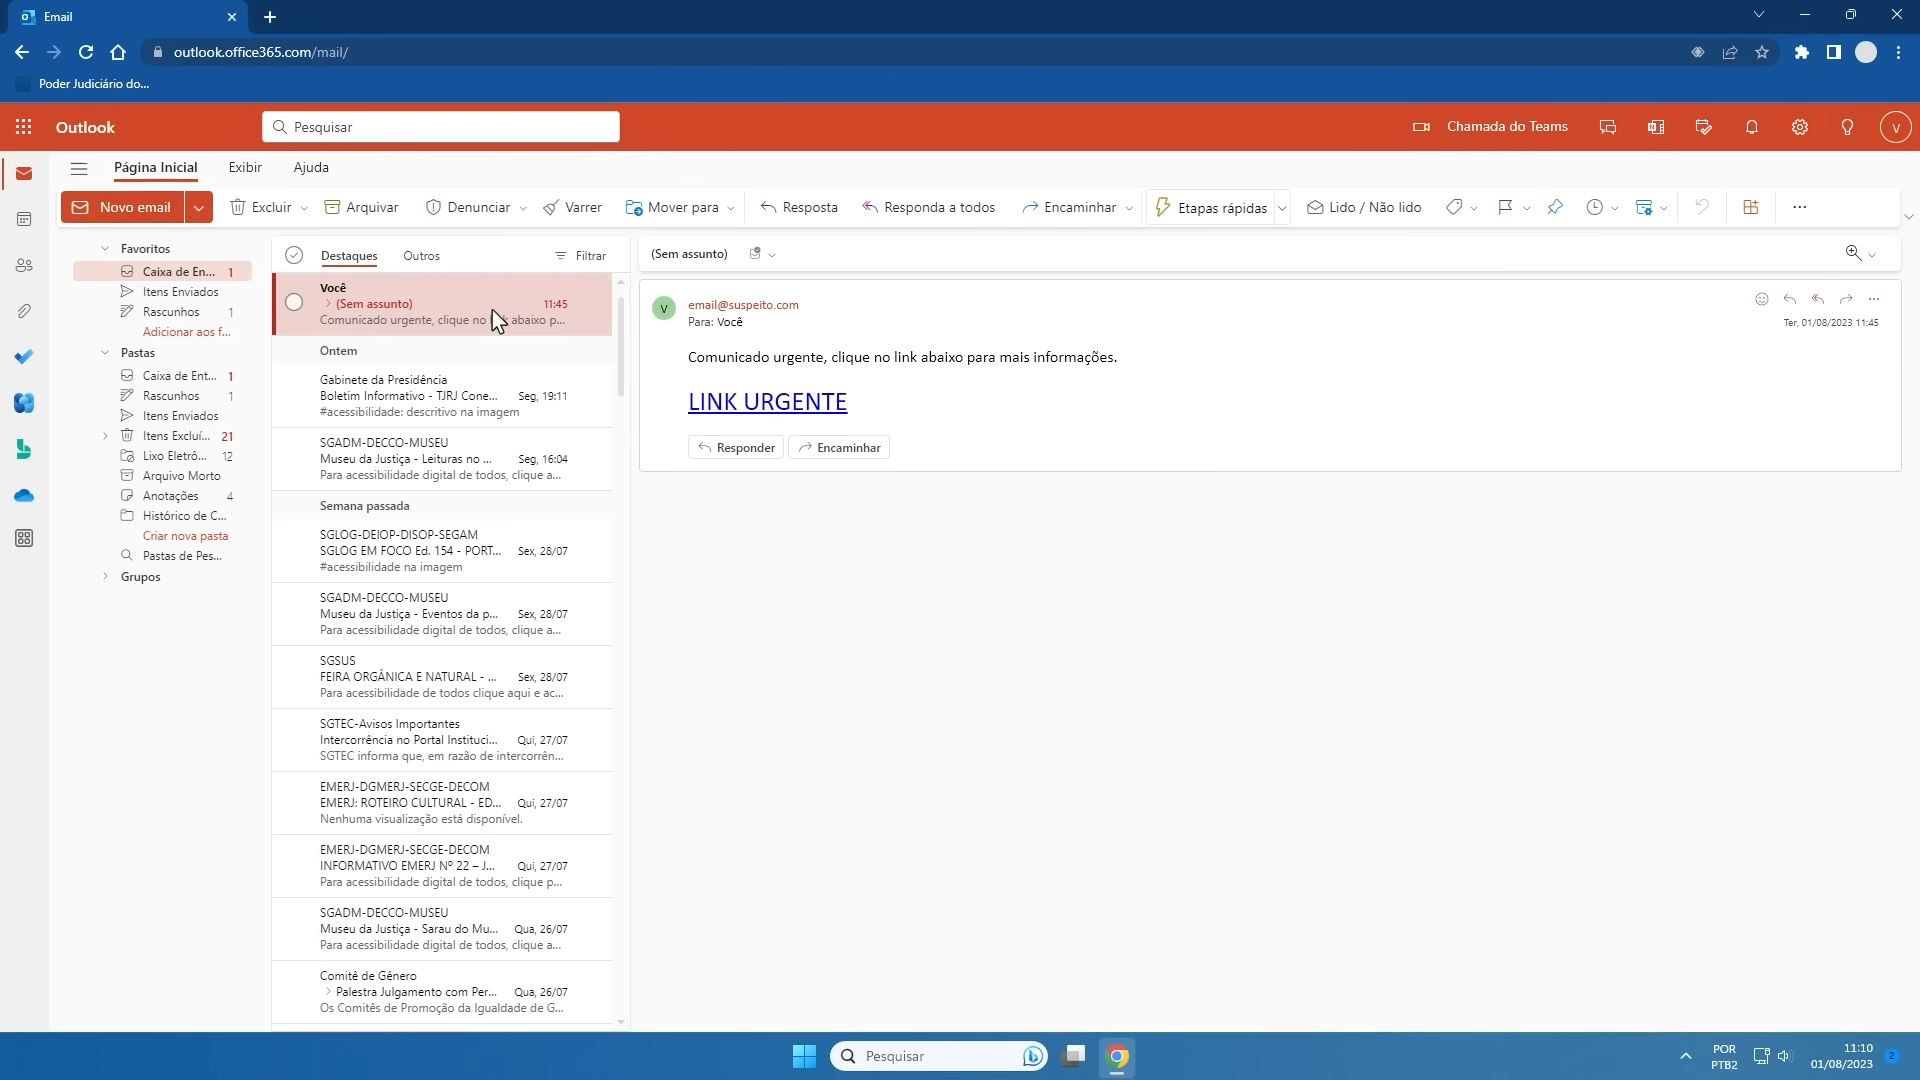 Email
outlook.office365.com/mail/
Poder Judiciário do...
Outlook
Pesquisar
Chamada do Teams
V
Página Inicial
Exibir
Ajuda
Novo email
Excluir
Arquivar
Denunciar
Varrer
Mover para
Resposta
Responda a todos
Encaminhar
Etapas rápidas
Lido / Não lido
Favoritos
Caixa de En... 1
Itens Enviados
Rascunhos 1
Adicionar aos f...
Pastas
Caixa de Ent... 1
Rascunhos 1
Itens Enviados
Itens Excluí... 21
Lixo Eletrô... 12
Arquivo Morto
Anotações 4
Histórico de C...
Criar nova pasta
Pastas de Pes...
Grupos
Destaques
Outros
Filtrar
Você
(Sem assunto) 11:45
Comunicado urgente, clique no link abaixo p...
Ontem
Gabinete da Presidência
Boletim Informativo - TJRJ Cone... Seg, 19:11
#acessibilidade: descritivo na imagem
SGADM-DECCO-MUSEU
Museu da Justiça - Leituras no ... Seg, 16:04
Para acessibilidade digital de todos, clique a...
Semana passada
SGLOG-DEIOP-DISOP-SEGAM
SGLOG EM FOCO Ed. 154 - PORT... Sex, 28/07
#acessibilidade na imagem
SGADM-DECCO-MUSEU
Museu da Justiça - Eventos da p... Sex, 28/07
Para acessibilidade digital de todos, clique a...
SGSUS
FEIRA ORGÂNICA E NATURAL - ... Sex, 28/07
Para acessibilidade de todos clique aqui e ac...
SGTEC-Avisos Importantes
Intercorrência no Portal Instituci... Qui, 27/07
SGTEC informa que, em razão de intercorrên...
EMERJ-DGMERJ-SECGE-DECOM
EMERJ: ROTEIRO CULTURAL - ED... Qui, 27/07
Nenhuma visualização está disponível.
EMERJ-DGMERJ-SECGE-DECOM
INFORMATIVO EMERJ Nº 22 – J... Qui, 27/07
Para acessibilidade digital de todos, clique p...
SGADM-DECCO-MUSEU
Museu da Justiça - Sarau do Mu... Qua, 26/07
Para acessibilidade digital de todos, clique a...
Comitê de Gênero
Palestra Julgamento com Per... Qua, 26/07
Os Comitês de Promoção da Igualdade de G...
(Sem assunto)
V
email@suspeito.com
Para: Você
Ter, 01/08/2023 11:45
Comunicado urgente, clique no link abaixo para mais informações.
LINK URGENTE
Responder
Encaminhar
Pesquisar
POR
PTB2
11:10
01/08/2023
2